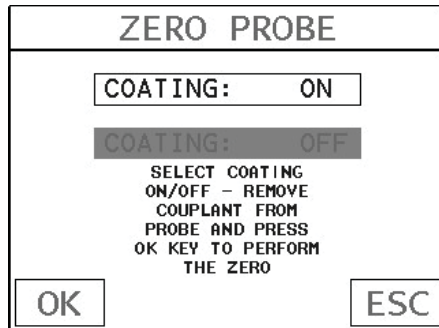 ZERO PROBE
COATING: ON
COATING: OFF
SELECT COATING
ON/OFF - REMOVE
COUPLANT FROM
PROBE AND PRESS
OK KEY TO PERFORM
THE ZERO
OK ESC